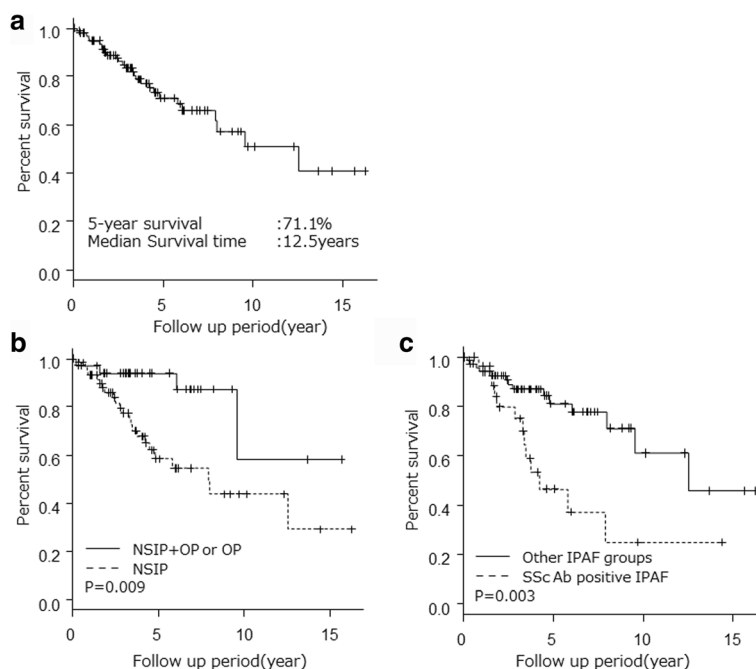 a
1.0
0.8
0.6
0.4
0.2
0.0
Percent survival
5-year survival :71.1%
Median Survival time :12.5years
0 5 10 15
Follow up period(year)
b
1.0
0.8
0.6
0.4
0.2
0.0
Percent survival
NSIP+OP or OP
NSIP
P=0.009
0 5 10 15
Follow up period(year)
c
1.0
0.8
0.6
0.4
0.2
0.0
Percent survival
Other IPAF groups
SSc Ab positive IPAF
P=0.003
0 5 10 15
Follow up period(year)